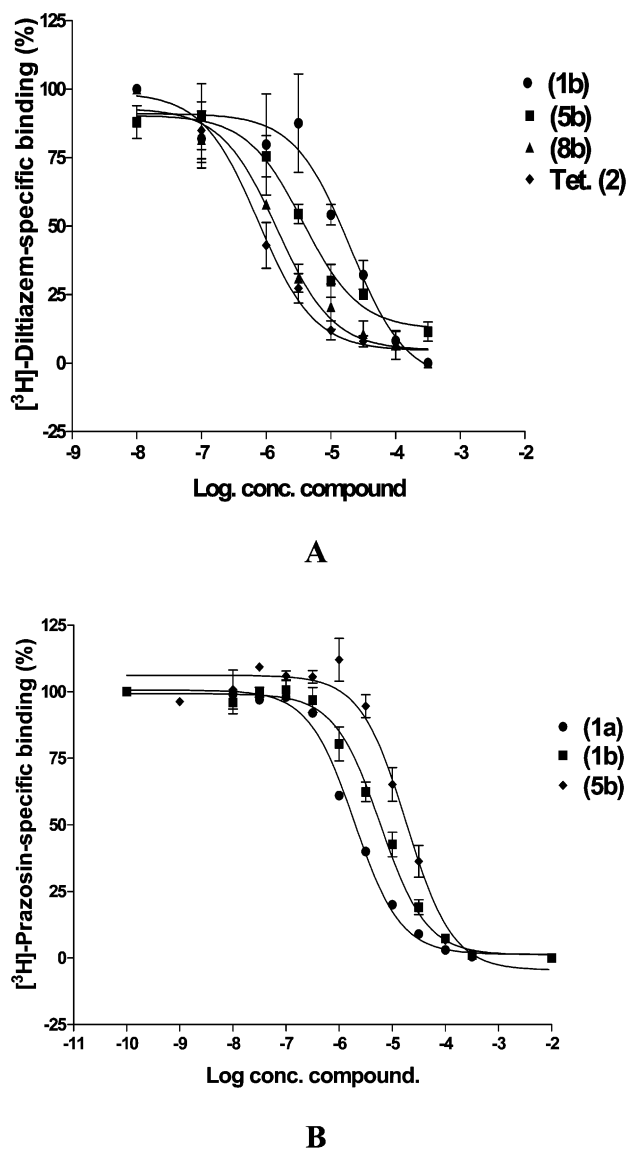 [³H]-Diltiazem-specific binding (%)
125
100
75
50
25
0
-25
-9 -8 -7 -6 -5 -4 -3 -2
Log. conc. compound
(1b)
(5b)
(8b)
Tet. (2)
A
[³H]-Prazosin-specific binding (%)
125
100
75
50
25
0
-25
-11 -10 -9 -8 -7 -6 -5 -4 -3 -2
Log conc. compound.
(1a)
(1b)
(5b)
B